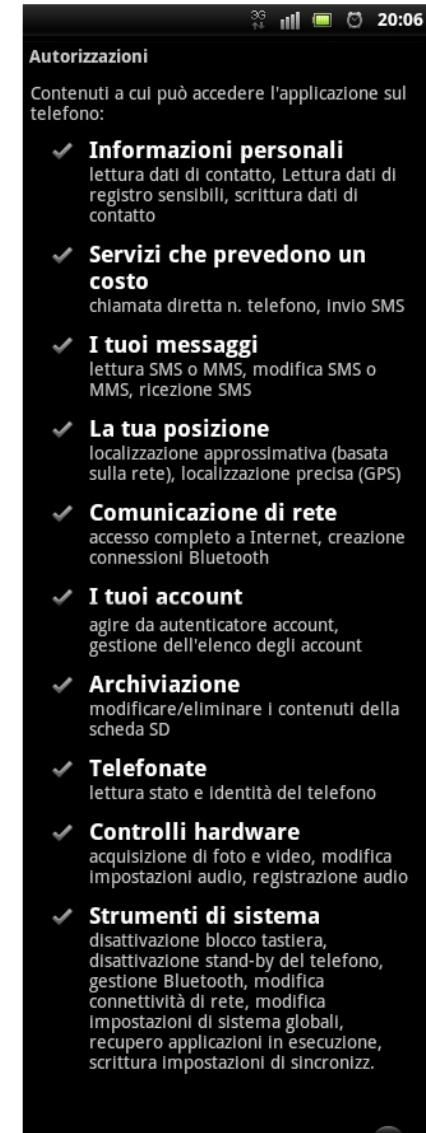 3G 20:06
Autorizzazioni
Contenuti a cui può accedere l'applicazione sul
telefono:
Informazioni personali
lettura dati di contatto, Lettura dati di
registro sensibili, scrittura dati di
contatto
Servizi che prevedono un
costo
chiamata diretta n. telefono, invio SMS
I tuoi messaggi
lettura SMS o MMS, modifica SMS o
MMS, ricezione SMS
La tua posizione
localizzazione approssimativa (basata
sulla rete), localizzazione precisa (GPS)
Comunicazione di rete
accesso completo a Internet, creazione
connessioni Bluetooth
I tuoi account
agire da autenticatore account,
gestione dell'elenco degli account
Archiviazione
modificare/eliminare i contenuti della
scheda SD
Telefonate
lettura stato e identità del telefono
Controlli hardware
acquisizione di foto e video, modifica
impostazioni audio, registrazione audio
Strumenti di sistema
disattivazione blocco tastiera,
disattivazione stand-by del telefono,
gestione Bluetooth, modifica
connettività di rete, modifica
impostazioni di sistema globali,
recupero applicazioni in esecuzione,
scrittura impostazioni di sincronizz.